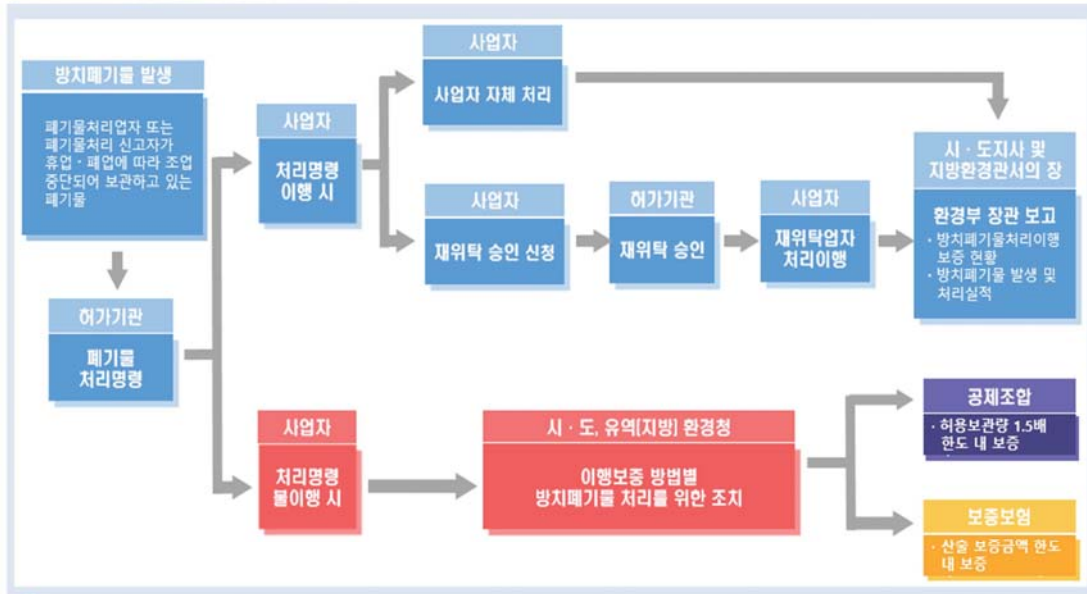 방치폐기물 발생
폐기물처리업자 또는
폐기물처리 신고자가
휴업·폐업에 따라 조업
중단되어 보관하고 있는
폐기물
허가기관
폐기물
처리명령
사업자
처리명령
이행 시
사업자
사업자 자체 처리
사업자
재위탁 승인 신청
허가기관
재위탁 승인
사업자
재위탁업자
처리이행
시·도지사 및
지방환경관서의 장
환경부 장관 보고
· 방치폐기물처리이행
보증 현황
· 방치폐기물 발생 및
처리실적
사업자
처리명령
불이행 시
시·도, 유역(지방) 환경청
이행보증 방법별
방치폐기물 처리를 위한 조치
공제조합
· 허용보관량 1.5배
한도 내 보증
보증보험
· 산출 보증금액 한도
내 보증